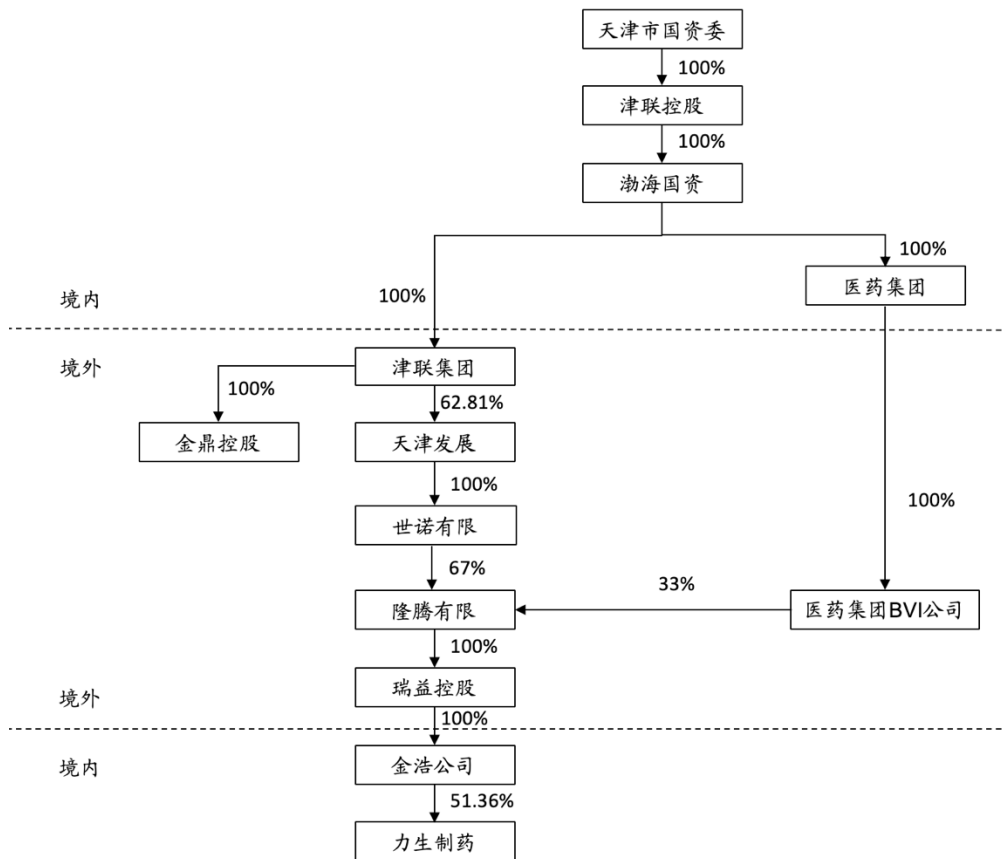 天津市国资委
100%
津联控股
100%
渤海国资
100%
100%
医药集团
境内
境外
津联集团
100%
62.81%
金鼎控股
天津发展
100%
100%
世诺有限
67%
33%
隆腾有限
医药集团BVI公司
100%
瑞益控股
境外
100%
境内
金浩公司
51.36%
力生制药